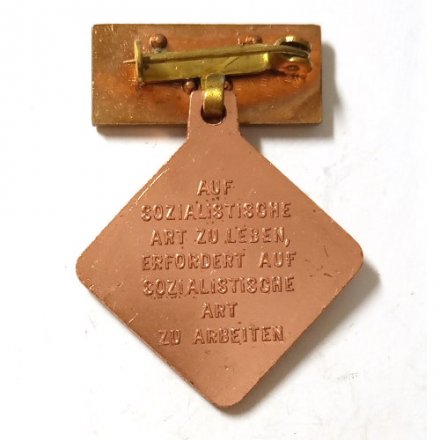 AUF
SOZIALISTISCHE
ART ZU LEBEN,
ERFORDERT AUF
SOZIALISTISCHE
ART
ZU ARBEITEN